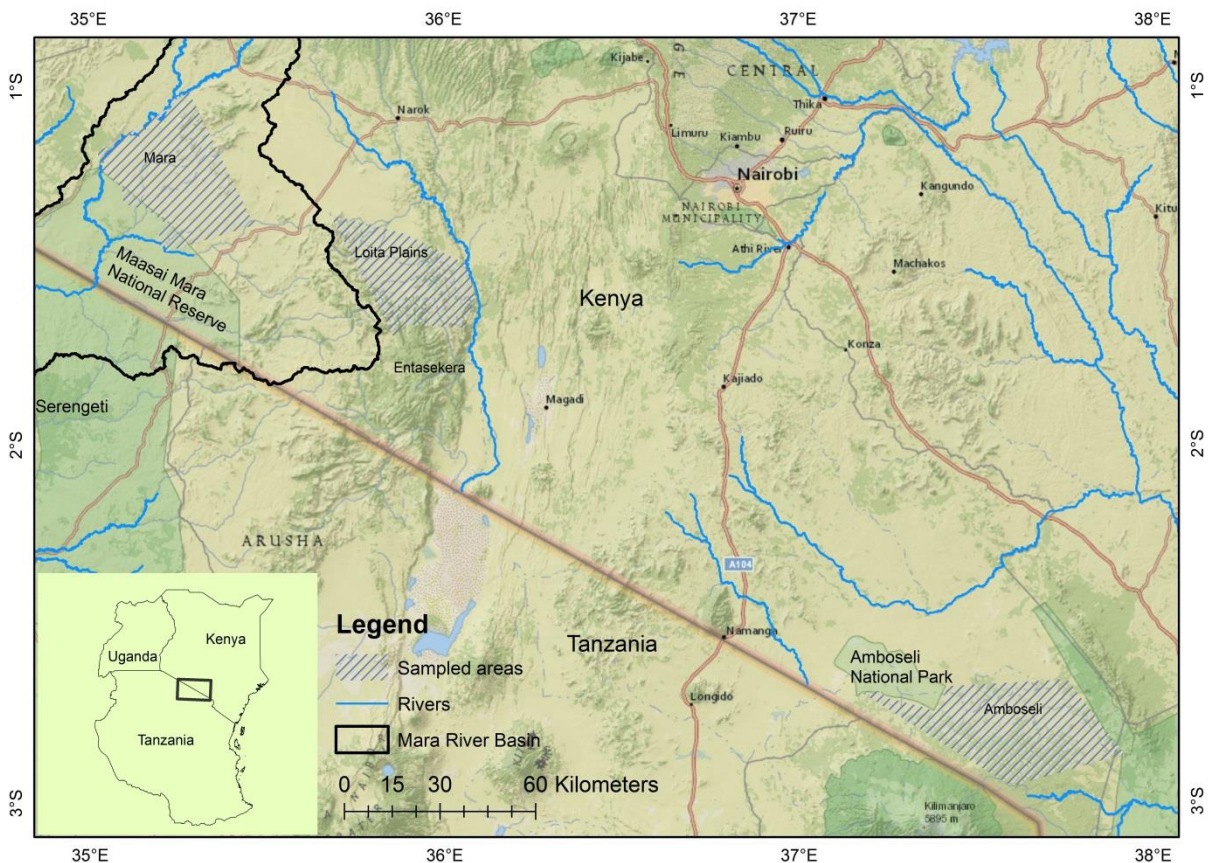 35°E
36°E
37°E
38°E
1°S
2°S
3°S
1°S
2°S
3°S
Kijabe
G E
CENTRAL
Thika
Narok
Limuru
Kiambu
Ruiru
Mara
Nairobi
NAIROBI
MUNICIPALITY
Kangundo
Kitu
Loita Plains
Athi River
Machakos
Maasai Mara
National Reserve
Kenya
Konza
Entasekera
Kajiado
Serengeti
Magadi
ARUSHA
A104
Namanga
Tanzania
Amboseli
National Park
Longido
Amboseli
Kilimanjaro
5895 m
Kenya
Uganda
Tanzania
Legend
Sampled areas
Rivers
Mara River Basin
0 15 30 60 Kilometers
35°E
36°E
37°E
38°E